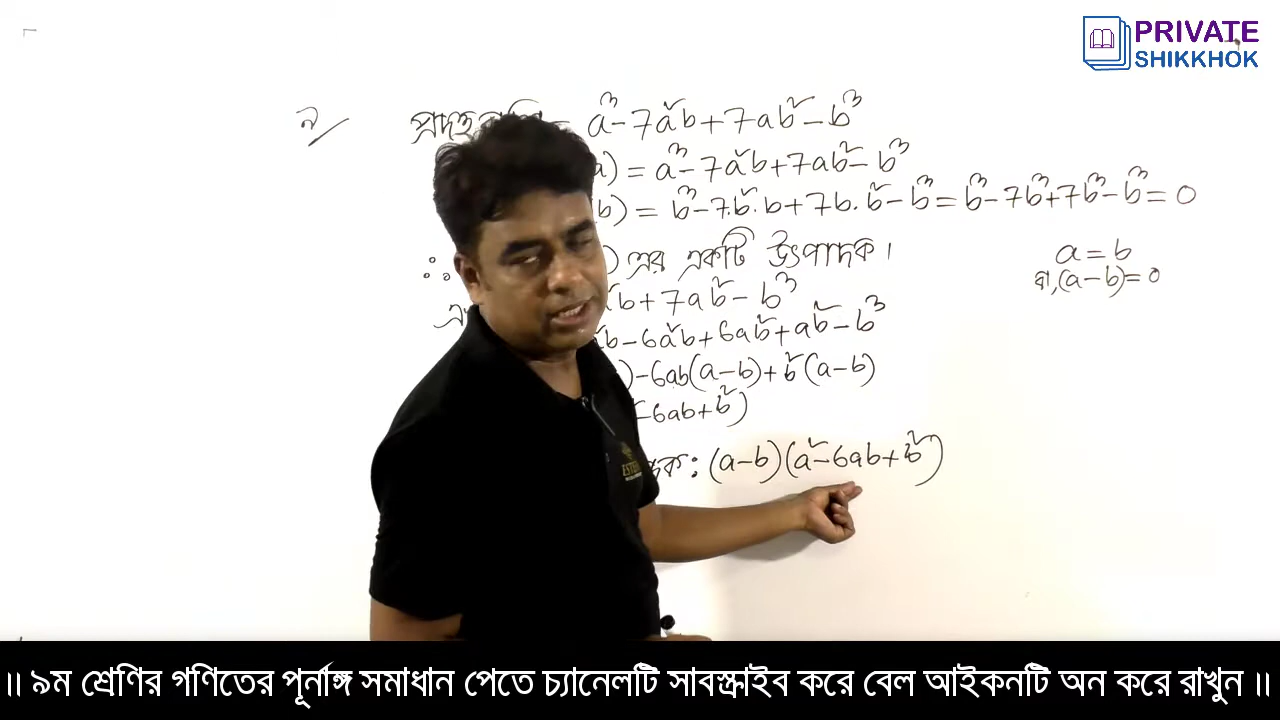 PRIVATE
SHIKKHOK
ন/ প্রদত্ত = a³-7a²b+7ab²-b³
a) = a³-7a²b+7ab²-b³
(b) = b³-7.b².b+7b.b²-b³=b³-7b³+7b³-b³=0
∴ ) এর একটি উৎপাদক।
a=b
বা,(a-b)=0
b+7ab²-b³
b-6a²b+6ab²+ab²-b³
)-6ab(a-b)+b²(a-b)
-6ab+b²)
: (a-b)(a²-6ab+b²)
॥ ৯ম শ্রেণির গণিতের পূর্নাঙ্গ সমাধান পেতে চ্যানেলটি সাবস্ক্রাইব করে বেল আইকনটি অন করে রাখুন ॥